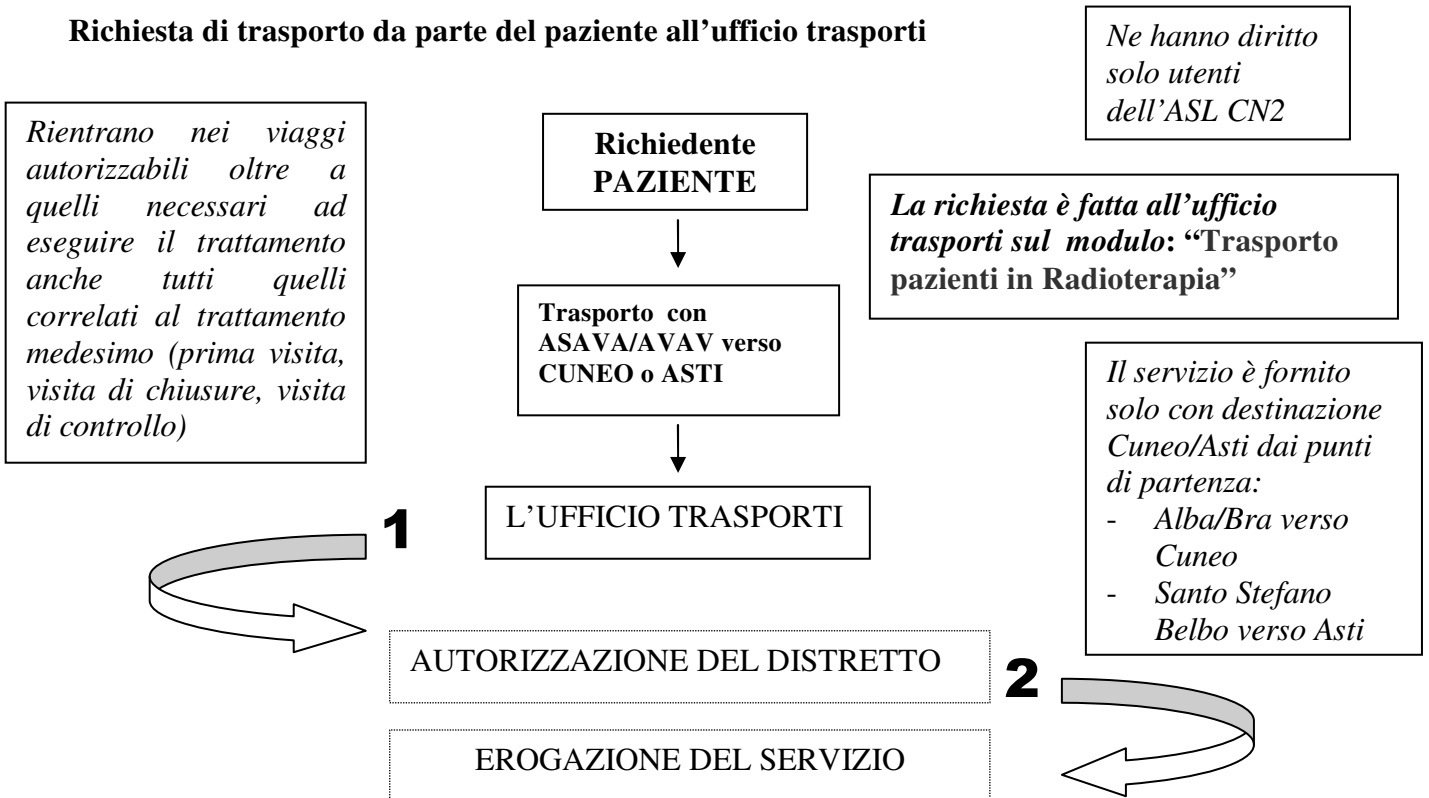 Richiesta di trasporto da parte del paziente all’ufficio trasporti
Ne hanno diritto
solo utenti
dell’ASL CN2
Rientrano nei viaggi
autorizzabili oltre a
quelli necessari ad
eseguire il trattamento
anche tutti quelli
correlati al trattamento
medesimo (prima visita,
visita di chiusure, visita
di controllo)
Richiedente
PAZIENTE
La richiesta è fatta all’ufficio
trasporti sul modulo: “Trasporto
pazienti in Radioterapia”
Trasporto con
ASAVA/AVAV verso
CUNEO o ASTI
Il servizio è fornito
solo con destinazione
Cuneo/Asti dai punti
di partenza:
- Alba/Bra verso
Cuneo
- Santo Stefano
Belbo verso Asti
L’UFFICIO TRASPORTI
1
AUTORIZZAZIONE DEL DISTRETTO
2
EROGAZIONE DEL SERVIZIO